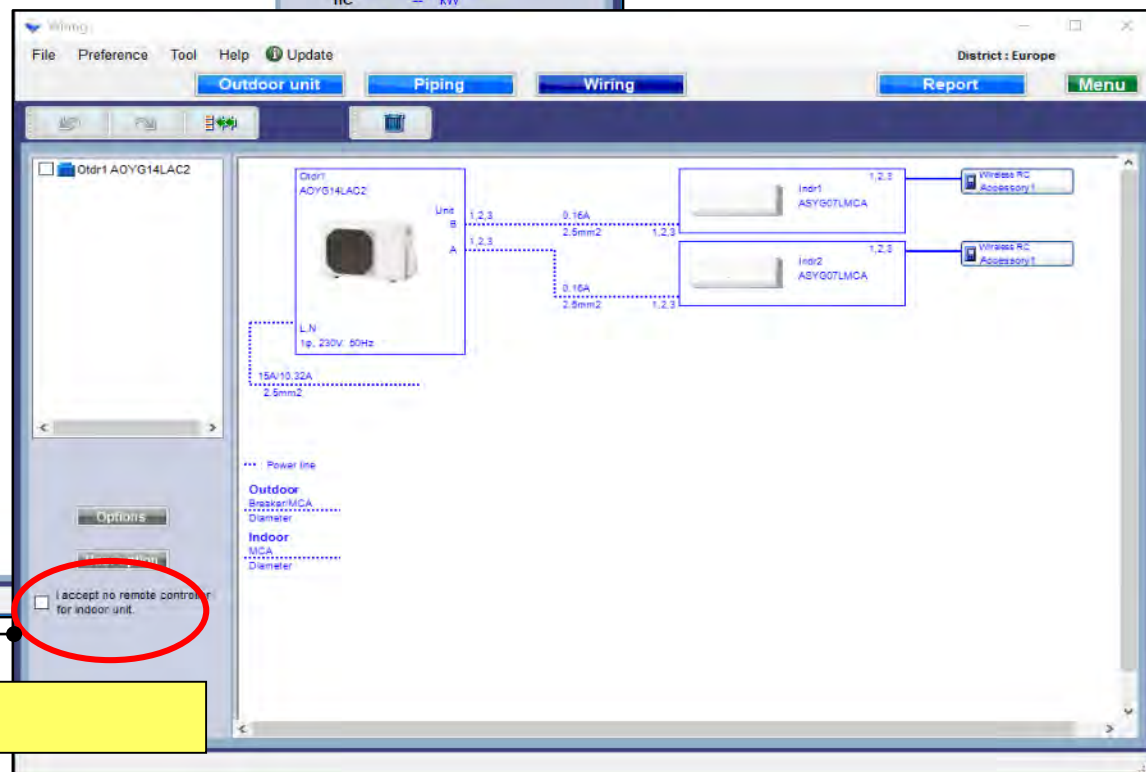 HC -- kW
Wiring
File Preference Tool Help Update
District : Europe
Outdoor unit Piping Wiring Report Menu
Otdr1 AOYG14LAC2
Otdr1
AOYG14LAC2
Unit
B
A
1,2,3
1,2,3
L,N
1φ, 230V. 50Hz
15A/10.32A
2.5mm2
0.16A
2.5mm2
1,2,3
0.16A
2.5mm2
1,2,3
Indr1
ASYG07LMCA
1,2,3
Wireless RC
Accessory1
Indr2
ASYG07LMCA
1,2,3
Wireless RC
Accessory1
Power line
Outdoor
Breaker/MCA
Diameter
Indoor
MCA
Diameter
Options
I accept no remote controller
for indoor unit.